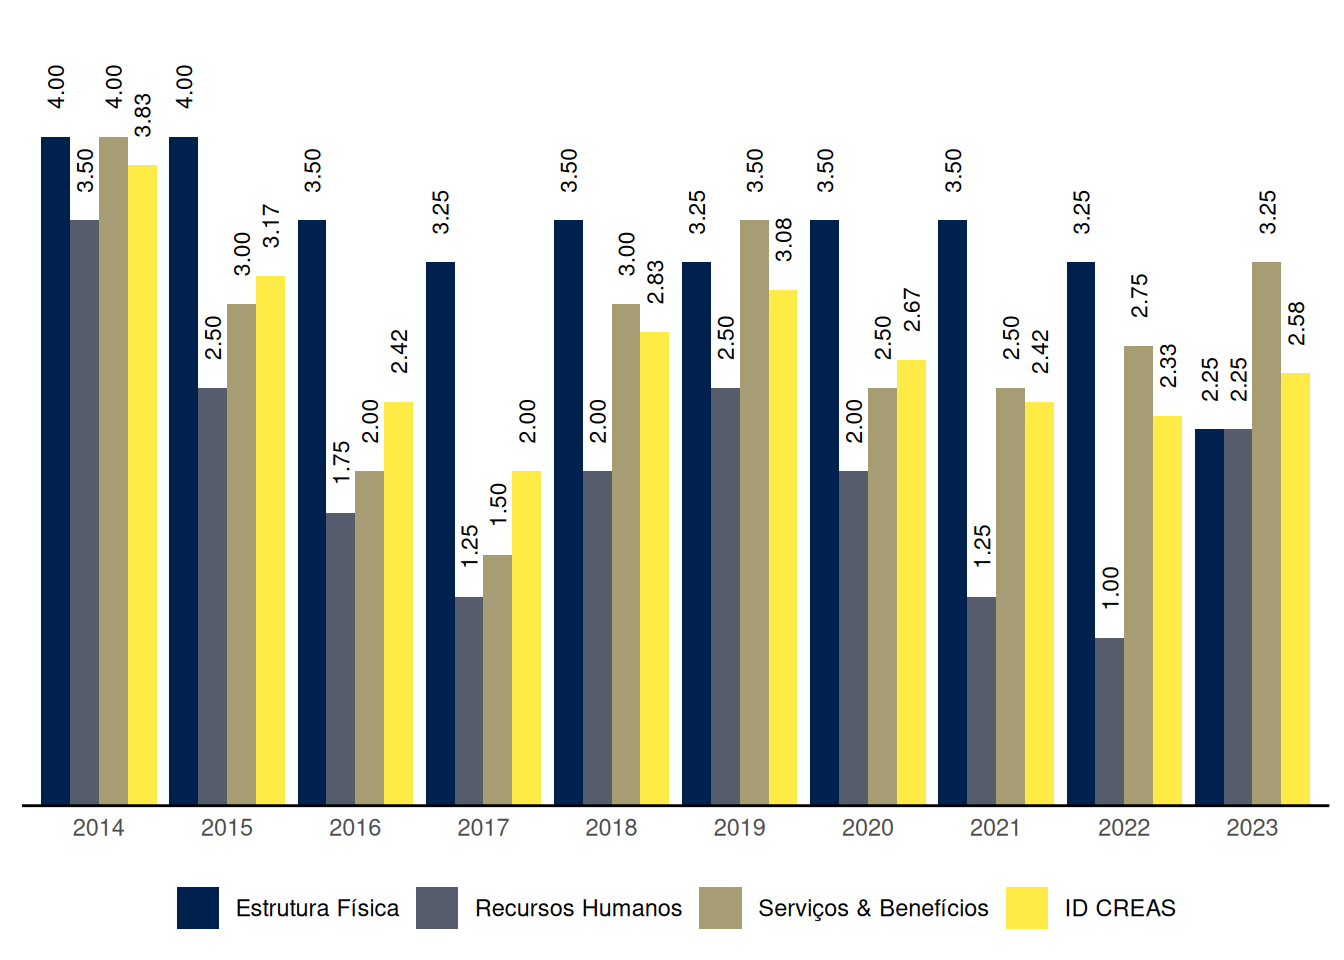 4.00 3.50 4.00 3.83 4.00 2.50 3.00 3.17 3.50 1.75 2.00 2.42 3.25 1.25 1.50 2.00 3.50 2.00 3.00 2.83 3.25 2.50 3.50 3.08 3.50 2.00 2.50 2.67 3.50 1.25 2.50 2.42 3.25 1.00 2.75 2.33 2.25 2.25 3.25 2.58
2014 2015 2016 2017 2018 2019 2020 2021 2022 2023
Estrutura Física Recursos Humanos Serviços & Benefícios ID CREAS